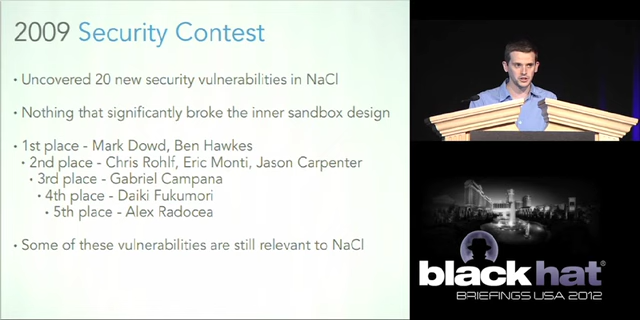 2009 Security Contest
• Uncovered 20 new security vulnerabilities in NaCl
• Nothing that significantly broke the inner sandbox design
• 1st place - Mark Dowd, Ben Hawkes
• 2nd place - Chris Rohlf, Eric Monti, Jason Carpenter
• 3rd place - Gabriel Campana
• 4th place - Daiki Fukumori
• 5th place - Alex Radocea
• Some of these vulnerabilities are still relevant to NaCl
black hat®
BRIEFINGS USA 2012